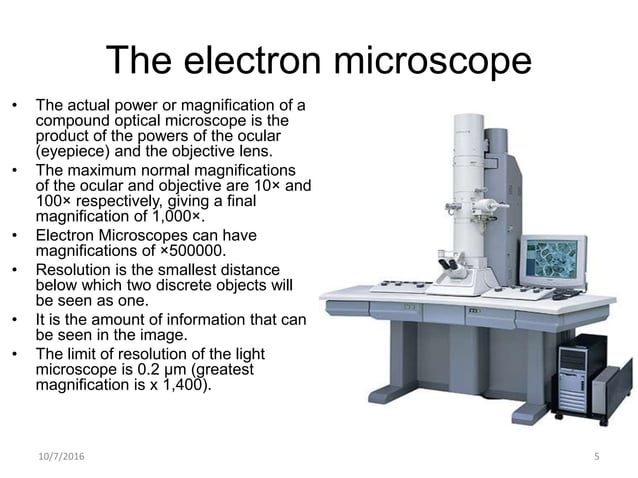 The electron microscope
• The actual power or magnification of a
compound optical microscope is the
product of the powers of the ocular
(eyepiece) and the objective lens.
• The maximum normal magnifications
of the ocular and objective are 10× and
100× respectively, giving a final
magnification of 1,000×.
• Electron Microscopes can have
magnifications of ×500000.
• Resolution is the smallest distance
below which two discrete objects will
be seen as one.
• It is the amount of information that can
be seen in the image.
• The limit of resolution of the light
microscope is 0.2 μm (greatest
magnification is x 1,400).
10/7/2016
5